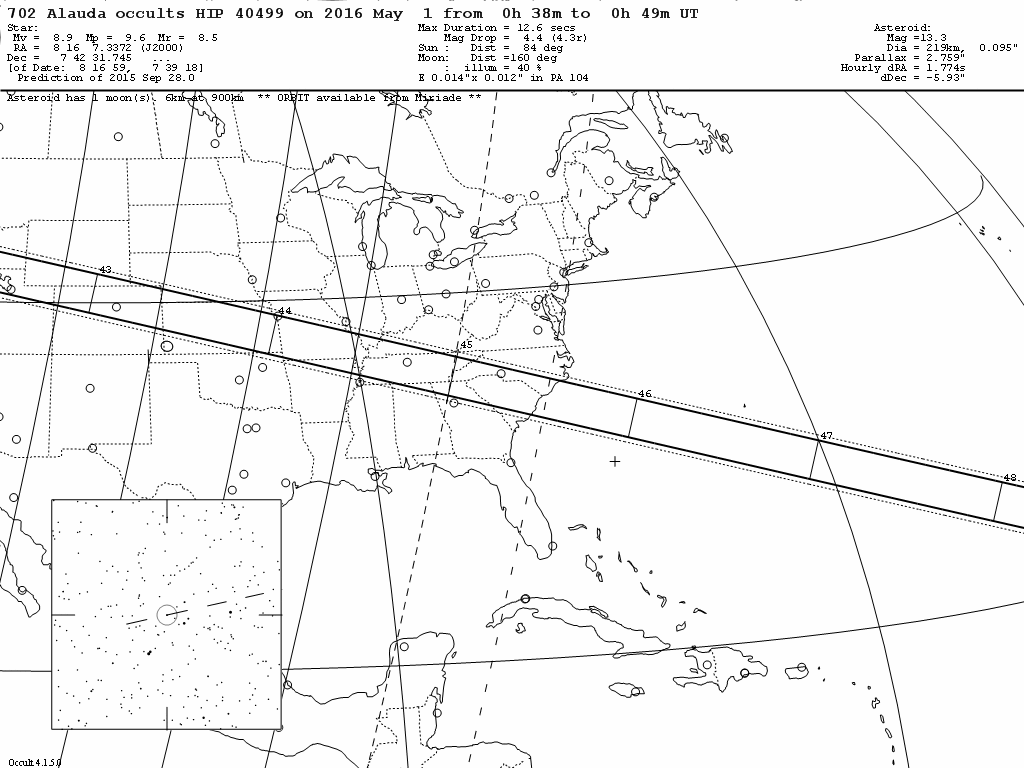 702 Alauda occults HIP 40499 on 2016 May  1 from  0h 38m to  0h 49m UT
Star:
Mv =  8.9  Mp =  9.6  Mr =  8.5
RA =  8 16  7.3372 (J2000)
Dec =   7 42 31.745   ...
[of Date:  8 16 59,   7 39 18]
Prediction of 2015 Sep 28.0
Max Duration = 12.6 secs
Mag Drop =  4.4 (4.3r)
Sun :   Dist =  84 deg
Moon:   Dist =160 deg
:  illum = 40 %
E 0.014"x 0.012" in PA 104
Asteroid:
Mag =13.3
Dia = 219km,  0.095"
Parallax = 2.759"
Hourly dRA = 1.774s
dDec = -5.93"
Asteroid has 1 moon(s). 6km at 900km  ** ORBIT available from Miriade **
43
44
45
46
47
48
Occult 4.1.5.0